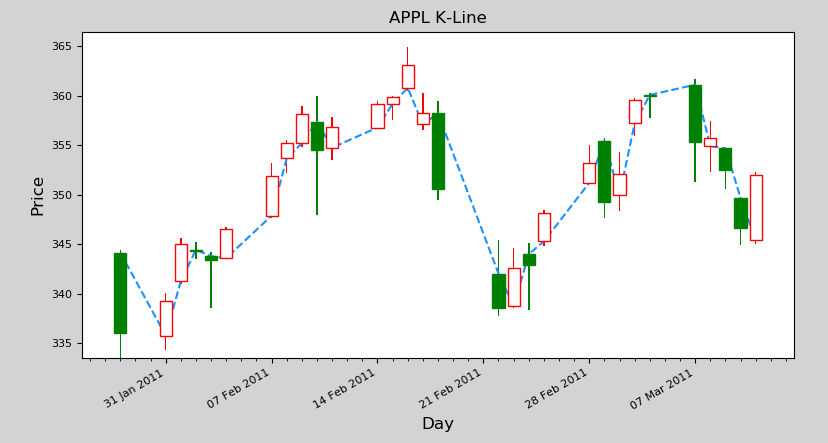 APPL K-Line
Price
365
360
355
350
345
340
335
31 Jan 2011
07 Feb 2011
14 Feb 2011
21 Feb 2011
28 Feb 2011
07 Mar 2011
Day